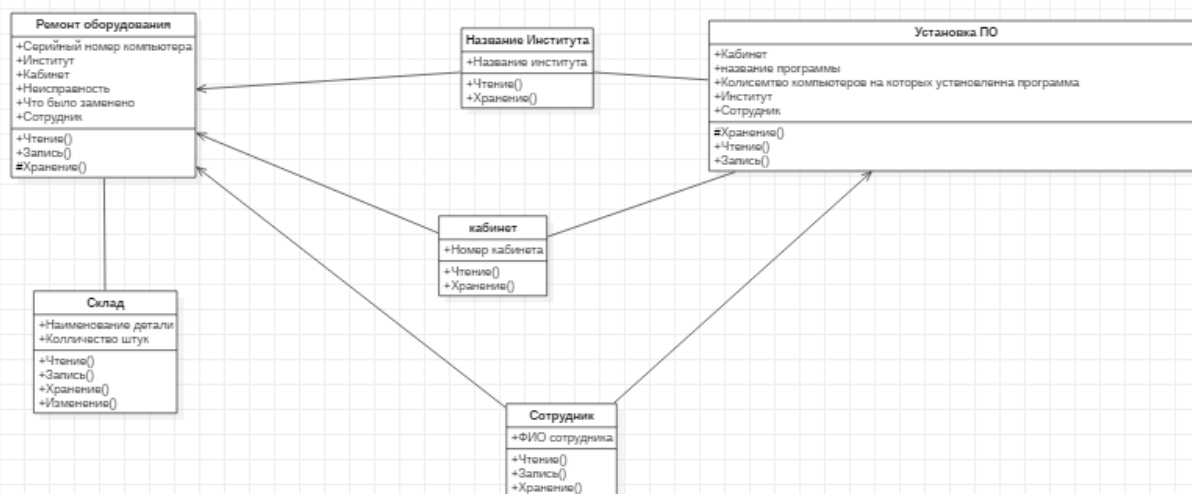 Ремонт оборудования
+Серийный номер компьютера
+Институт
+Кабинет
+Неисправность
+Что было заменено
+Сотрудник
+Чтение()
+Запись()
#Хранение()
Название Института
+Название института
+Чтение()
+Хранение()
Установка ПО
+Кабинет
+название программы
+Колисемтво компьютеров на которых устеновленна программа
+Институт
+Сотрудник
#Хранение()
+Чтение()
+Запись()
кабинет
+Номер кабинета
+Чтение()
+Хранение()
Склад
+Наименование детали
+Колличество штук
+Чтение()
+Запись()
+Хранение()
+Изменение()
Сотрудник
+ФИО сотрудника
+Чтение()
+Запись()
+Хранение()